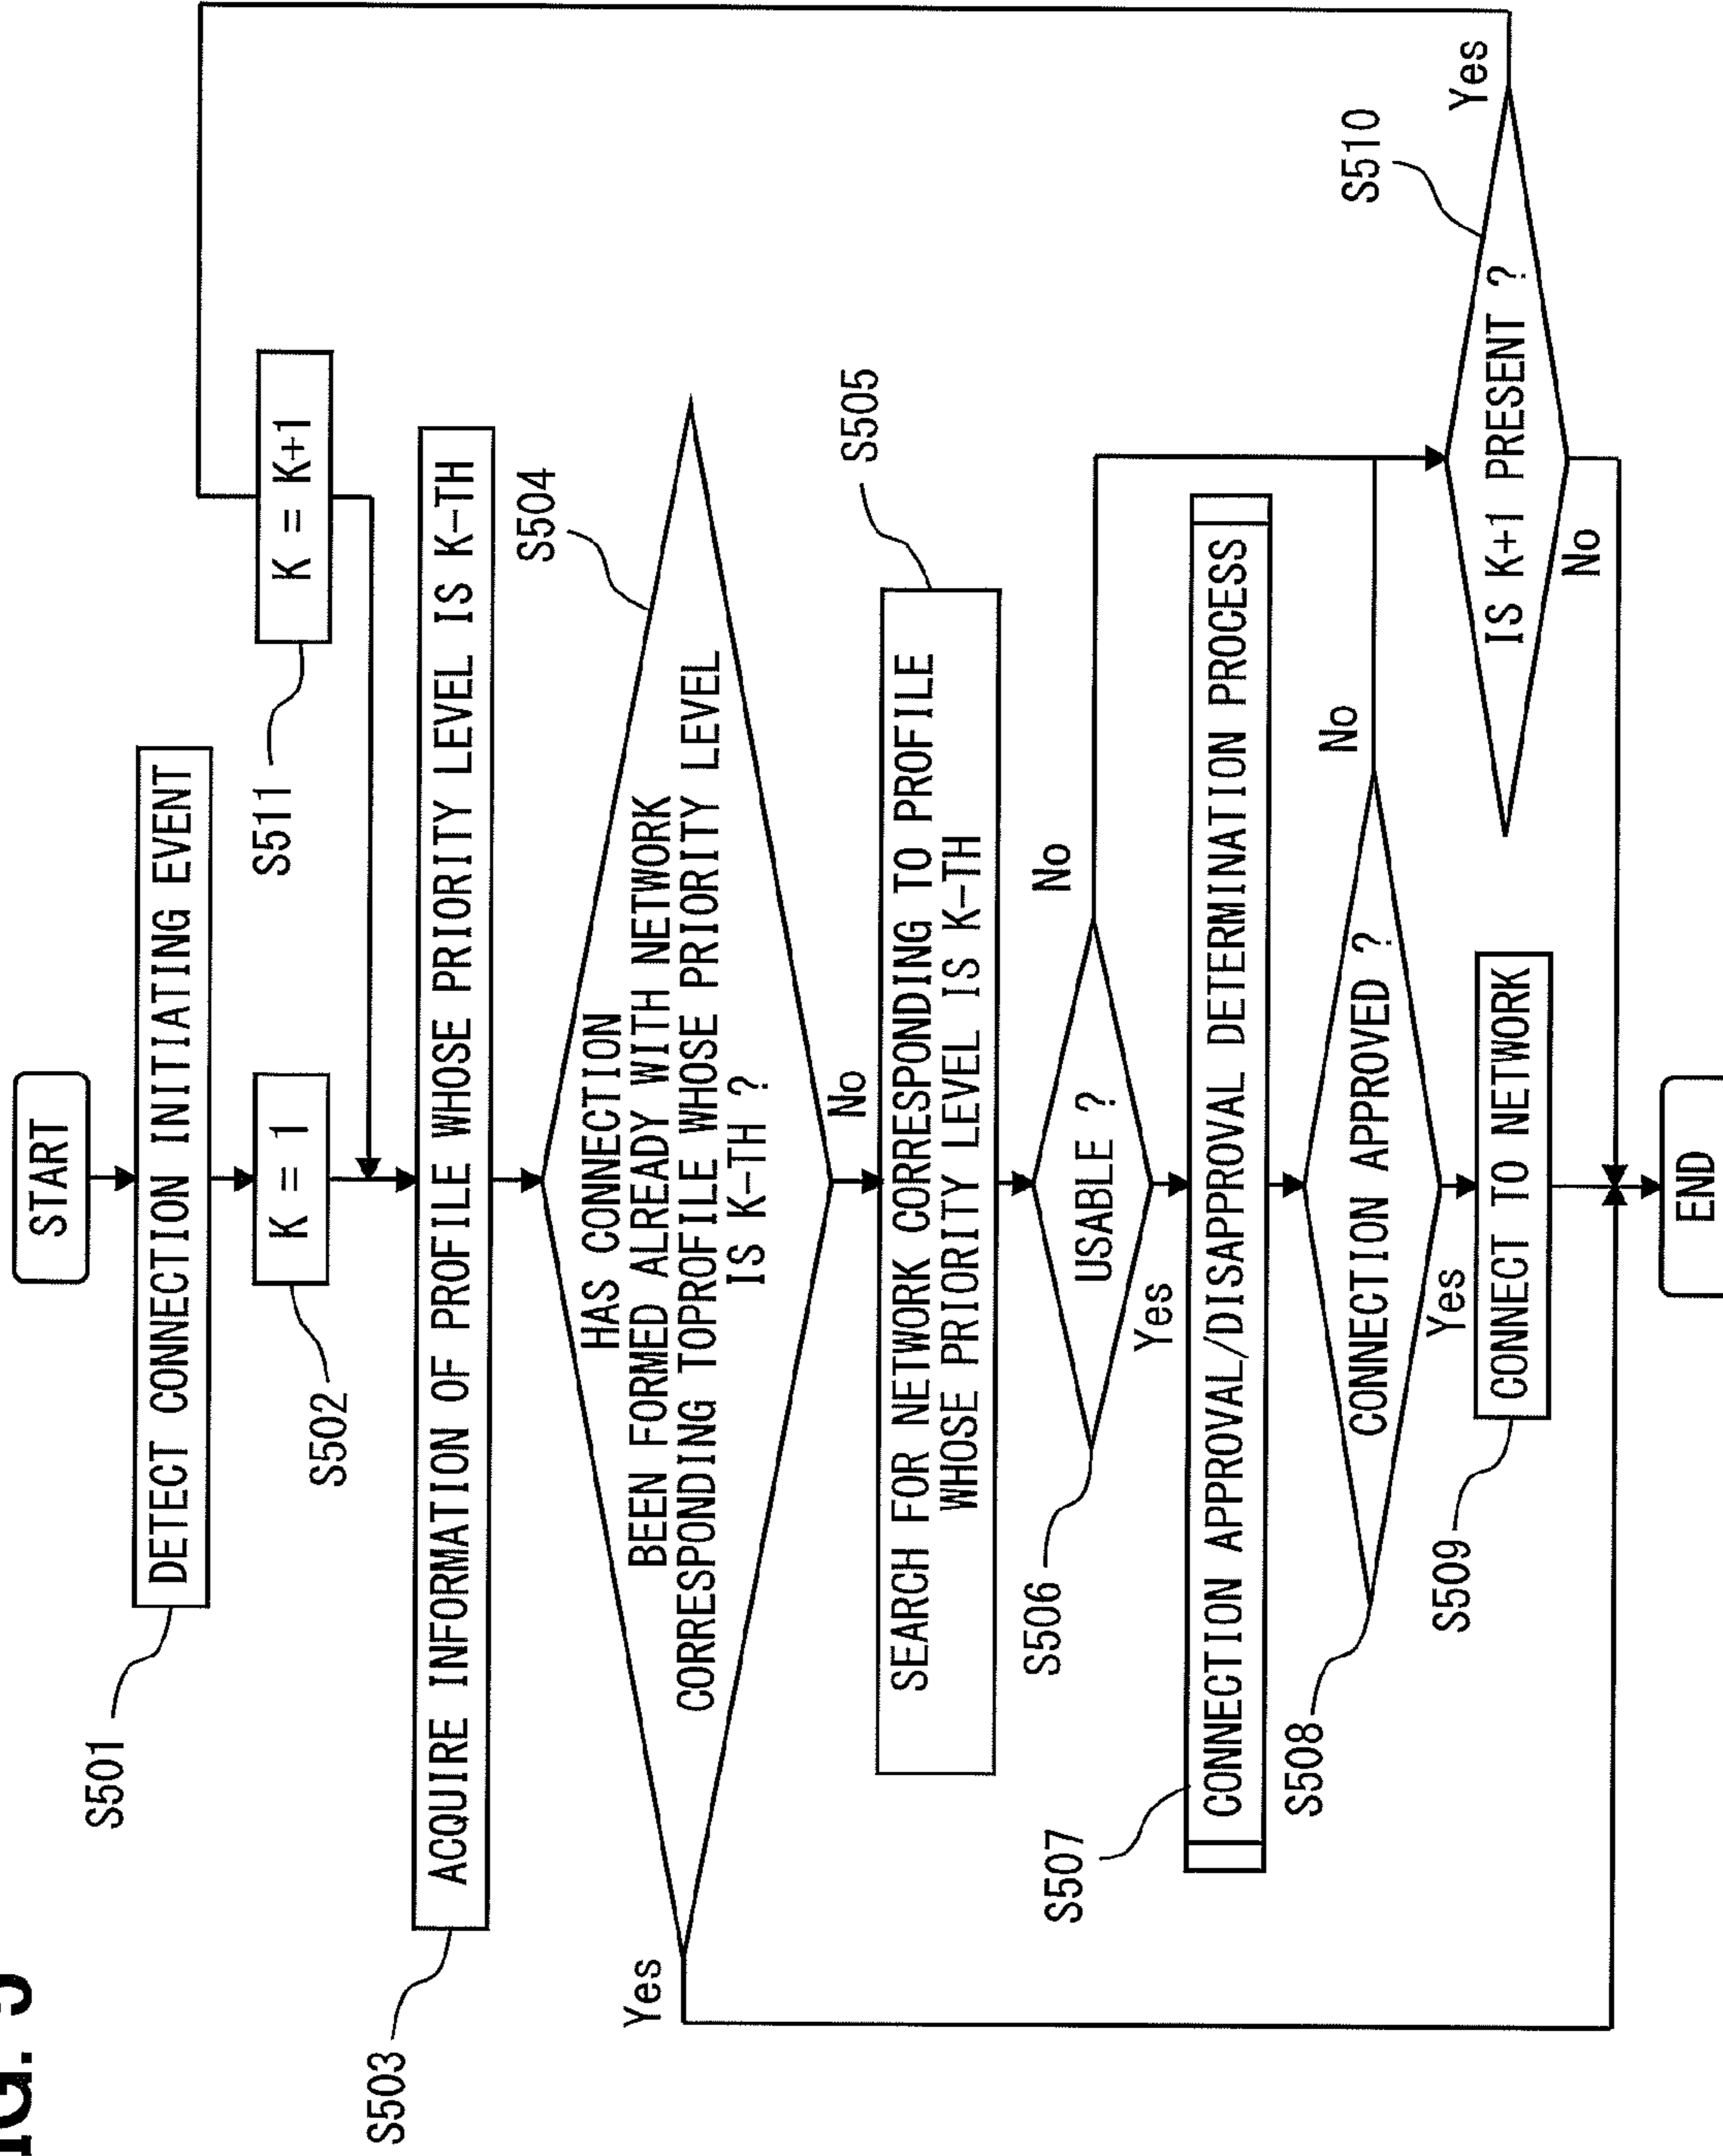 FIG. 5
START
S501
DETECT CONNECTION INITIATING EVENT
S502
K = 1
S511
K = K+1
S503
ACQUIRE INFORMATION OF PROFILE WHOSE PRIORITY LEVEL IS K-TH
S504
HAS CONNECTION
BEEN FORMED ALREADY WITH NETWORK
CORRESPONDING TOPROFILE WHOSE PRIORITY LEVEL
IS K-TH ?
Yes
No
S505
SEARCH FOR NETWORK CORRESPONDING TO PROFILE
WHOSE PRIORITY LEVEL IS K-TH
S506
USABLE ?
No
Yes
S507
CONNECTION APPROVAL/DISAPPROVAL DETERMINATION PROCESS
S508
CONNECTION APPROVED ?
No
Yes
S509
CONNECT TO NETWORK
S510
IS K+1 PRESENT ?
Yes
No
END